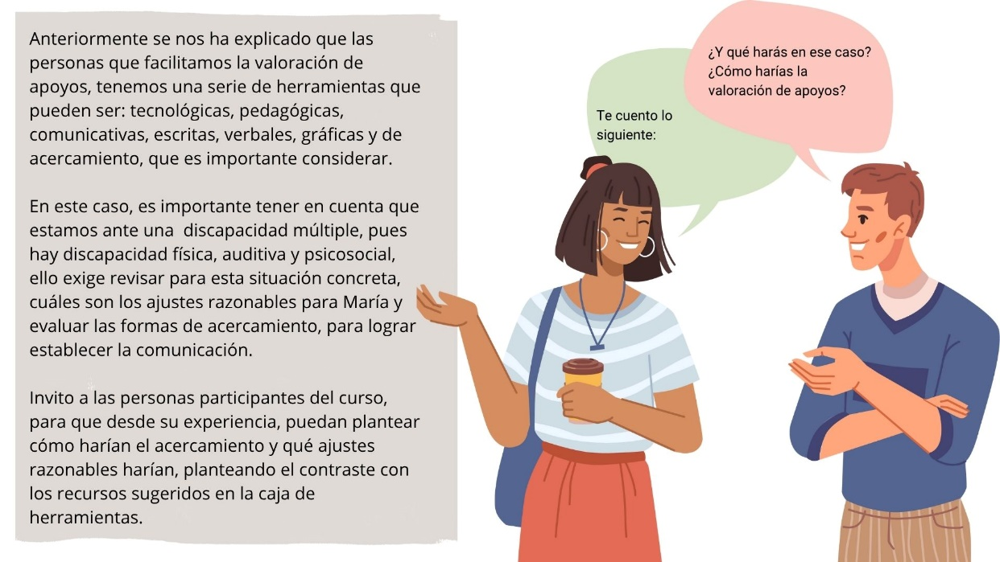 Anteriormente se nos ha explicado que las
personas que facilitamos la valoración de
apoyos, tenemos una serie de herramientas que
pueden ser: tecnológicas, pedagógicas,
comunicativas, escritas, verbales, gráficas y de
acercamiento, que es importante considerar.
En este caso, es importante tener en cuenta que
estamos ante una  discapacidad múltiple, pues
hay discapacidad física, auditiva y psicosocial,
ello exige revisar para esta situación concreta,
cuáles son los ajustes razonables para María y
evaluar las formas de acercamiento, para lograr
establecer la comunicación.
Invito a las personas participantes del curso,
para que desde su experiencia, puedan plantear
cómo harían el acercamiento y qué ajustes
razonables harían, planteando el contraste con
los recursos sugeridos en la caja de
herramientas.
¿Y qué harás en ese caso?
¿Cómo harías la
valoración de apoyos?
Te cuento lo
siguiente: